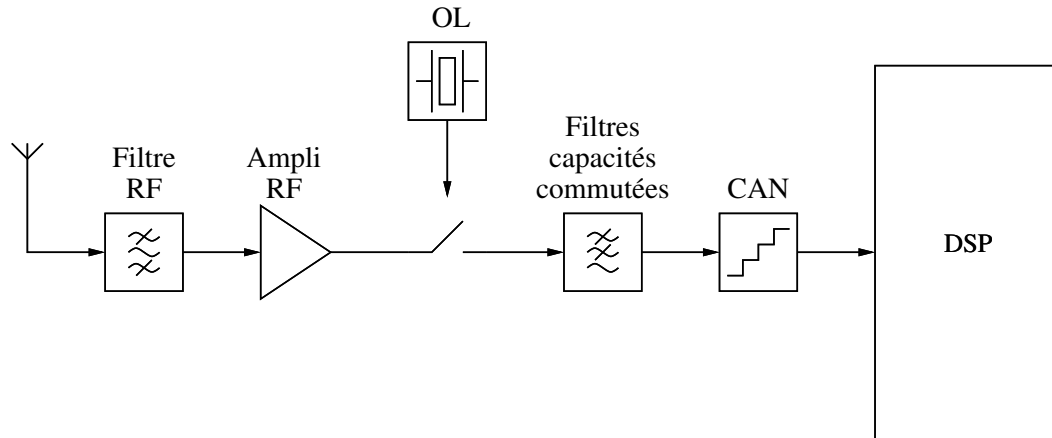 OL
Filtre
RF
Ampli
RF
Filtres
capacités
commutées
CAN
DSP